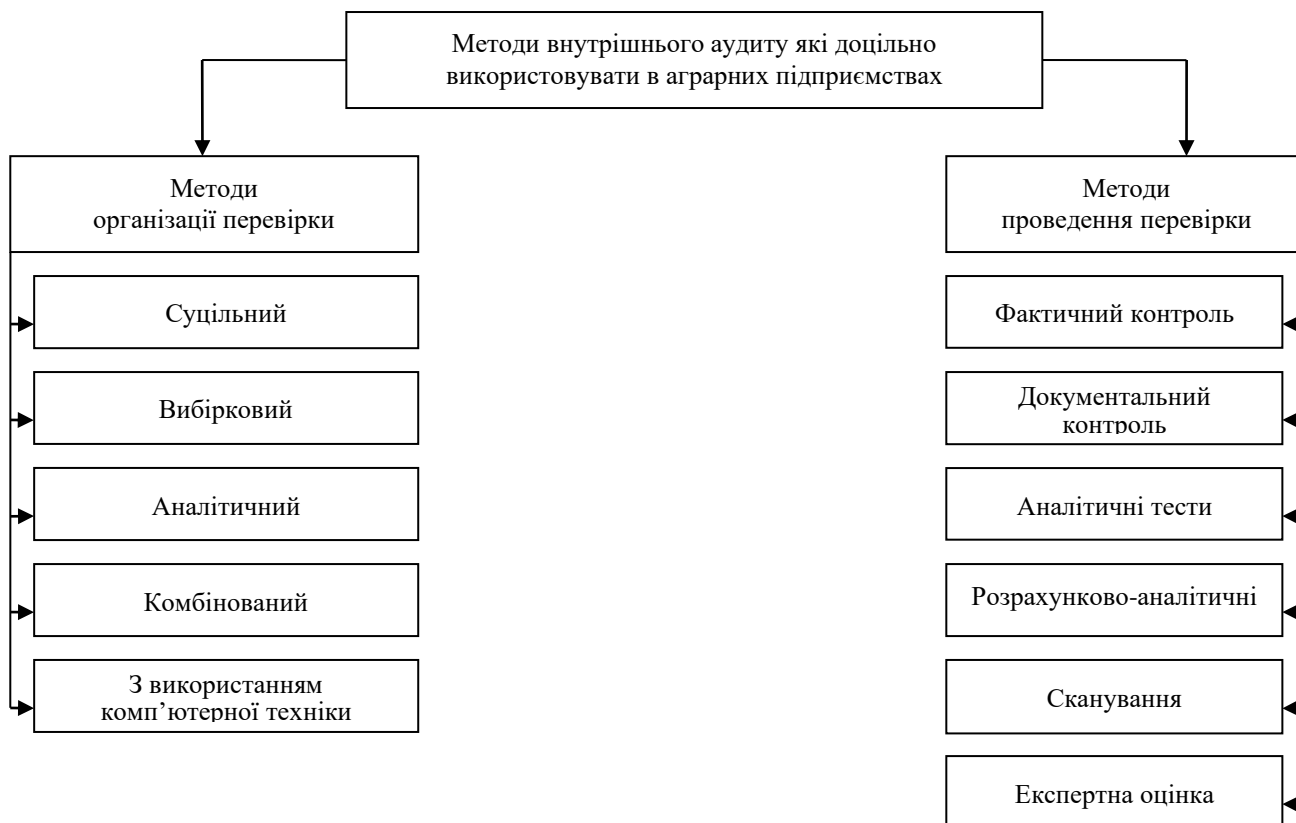 Методи внутрішнього аудиту які доцільно
використовувати в аграрних підприємствах
Методи
організації перевірки
Суцільний
Вибірковий
Аналітичний
Комбінований
З використанням
комп’ютерної техніки
Методи
проведення перевірки
Фактичний контроль
Документальний
контроль
Аналітичні тести
Розрахунково-аналітичні
Сканування
Експертна оцінка